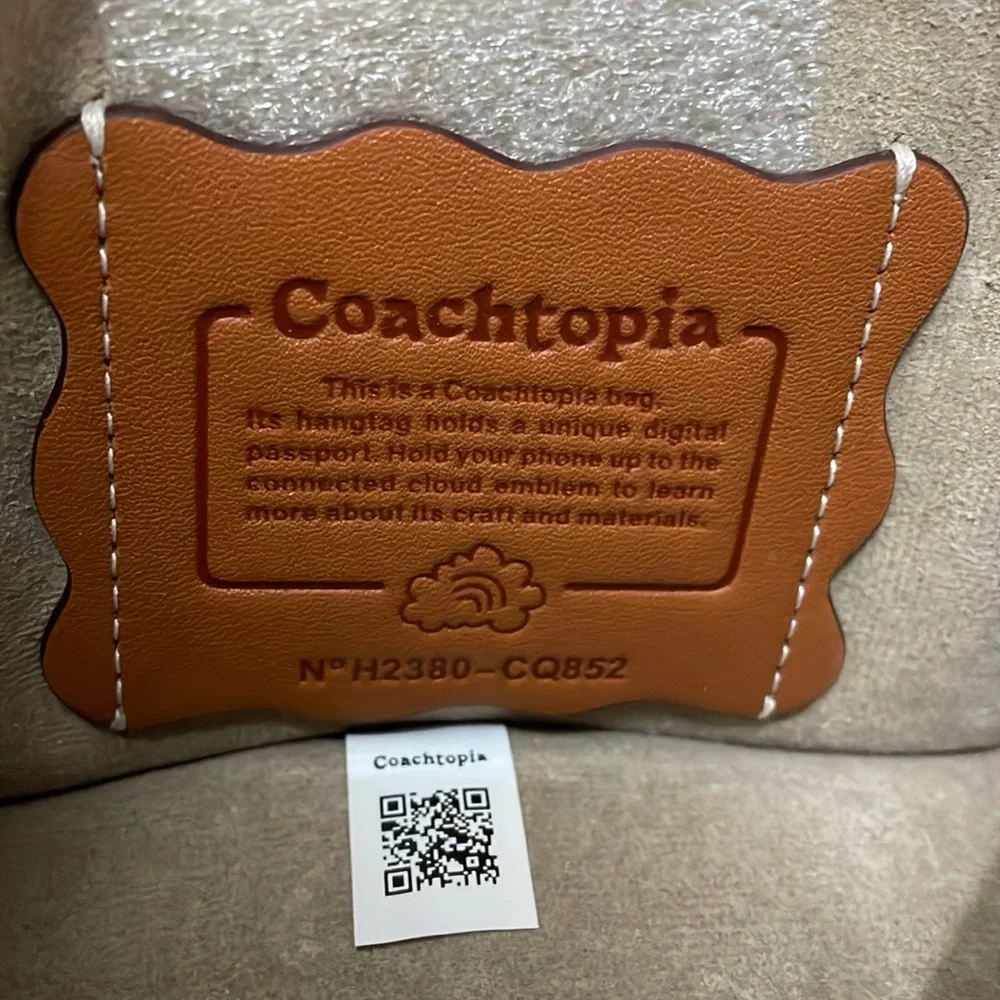 Coachtopia
This is a Coachtopia bag.
Its hangtag holds a unique digital
passport. Hold your phone up to the
connected cloud emblem to learn
more about its craft and materials.
Nº H2380-CQ852
Coachtopia